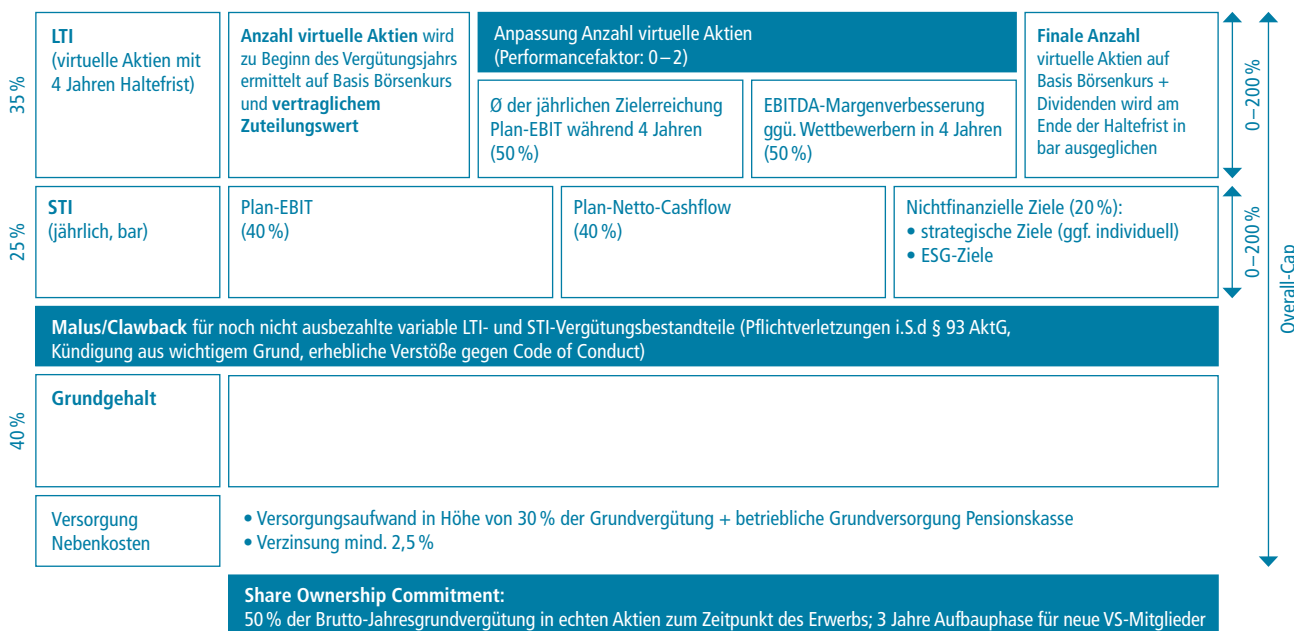 35 %
LTI
(virtuelle Aktien mit
4 Jahren Haltefrist)
Anzahl virtuelle Aktien wird
zu Beginn des Vergütungsjahrs
ermittelt auf Basis Börsenkurs
und vertraglichem
Zuteilungswert
Anpassung Anzahl virtuelle Aktien
(Performancefaktor: 0–2)
Ø der jährlichen Zielerreichung
Plan-EBIT während 4 Jahren
(50 %)
EBITDA-Margenverbesserung
ggü. Wettbewerbern in 4 Jahren
(50 %)
Finale Anzahl
virtuelle Aktien auf
Basis Börsenkurs +
Dividenden wird am
Ende der Haltefrist in
bar ausgeglichen
0–200 %
25 %
STI
(jährlich, bar)
Plan-EBIT
(40 %)
Plan-Netto-Cashflow
(40 %)
Nichtfinanzielle Ziele (20 %):
• strategische Ziele (ggf. individuell)
• ESG-Ziele
0–200 %
Overall-Cap
Malus/Clawback für noch nicht ausbezahlte variable LTI- und STI-Vergütungsbestandteile (Pflichtverletzungen i.S.d § 93 AktG,
Kündigung aus wichtigem Grund, erhebliche Verstöße gegen Code of Conduct)
40 %
Grundgehalt
Versorgung
Nebenkosten
• Versorgungsaufwand in Höhe von 30 % der Grundvergütung + betriebliche Grundversorgung Pensionskasse
• Verzinsung mind. 2,5 %
Share Ownership Commitment:
50 % der Brutto-Jahresgrundvergütung in echten Aktien zum Zeitpunkt des Erwerbs; 3 Jahre Aufbauphase für neue VS-Mitglieder